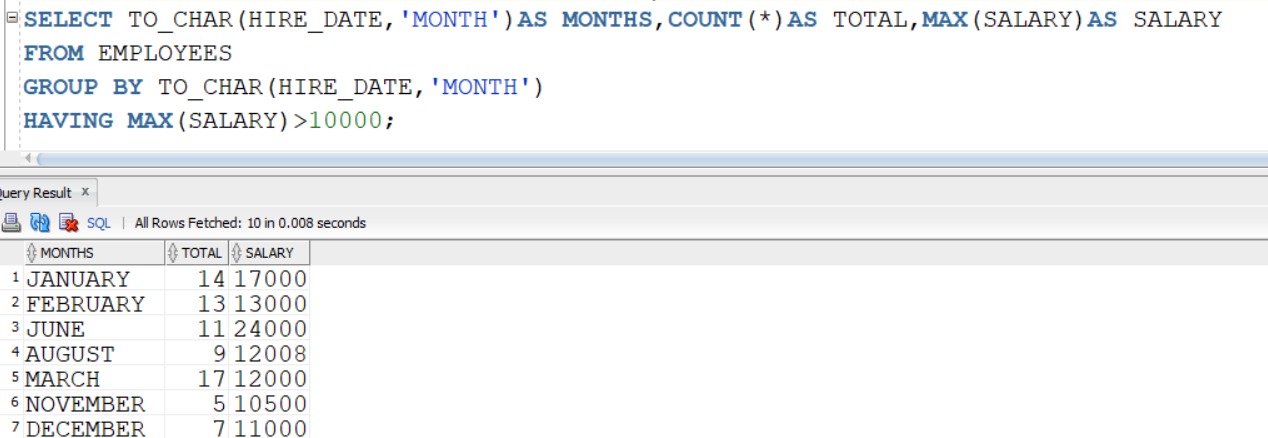 SELECT TO_CHAR(HIRE_DATE,'MONTH')AS MONTHS,COUNT(*)AS TOTAL,MAX(SALARY)AS SALARY
FROM EMPLOYEES
GROUP BY TO_CHAR(HIRE_DATE,'MONTH')
HAVING MAX(SALARY)>10000;
Query Result x
SQL | All Rows Fetched: 10 in 0.008 seconds
MONTHS TOTAL SALARY
1 JANUARY 14 17000
2 FEBRUARY 13 13000
3 JUNE 11 24000
4 AUGUST 9 12008
5 MARCH 17 12000
6 NOVEMBER 5 10500
7 DECEMBER 7 11000